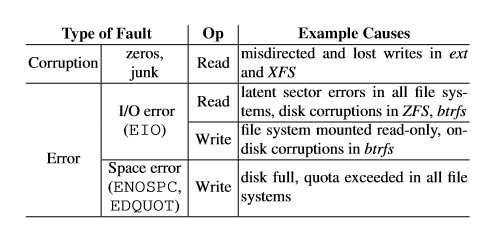 Type of Fault Op Example Causes
Corruption zeros, junk Read misdirected and lost writes in ext
and XFS
Error I/O error (EIO) Read latent sector errors in all file sys-
tems, disk corruptions in ZFS, btrfs
Write file system mounted read-only, on-
disk corruptions in btrfs
Space error (ENOSPC, EDQUOT) Write disk full, quota exceeded in all file
systems